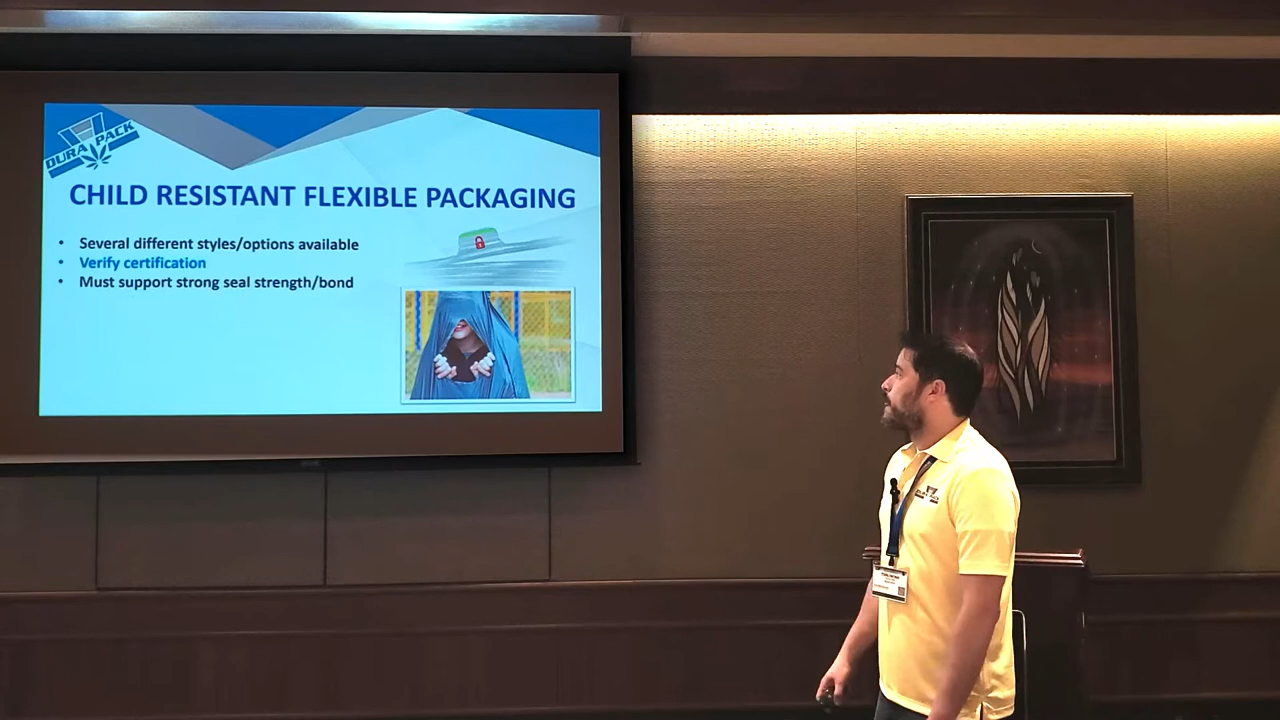 DURA PACK
CHILD RESISTANT FLEXIBLE PACKAGING
• Several different styles/options available
• Verify certification
• Must support strong seal strength/bond